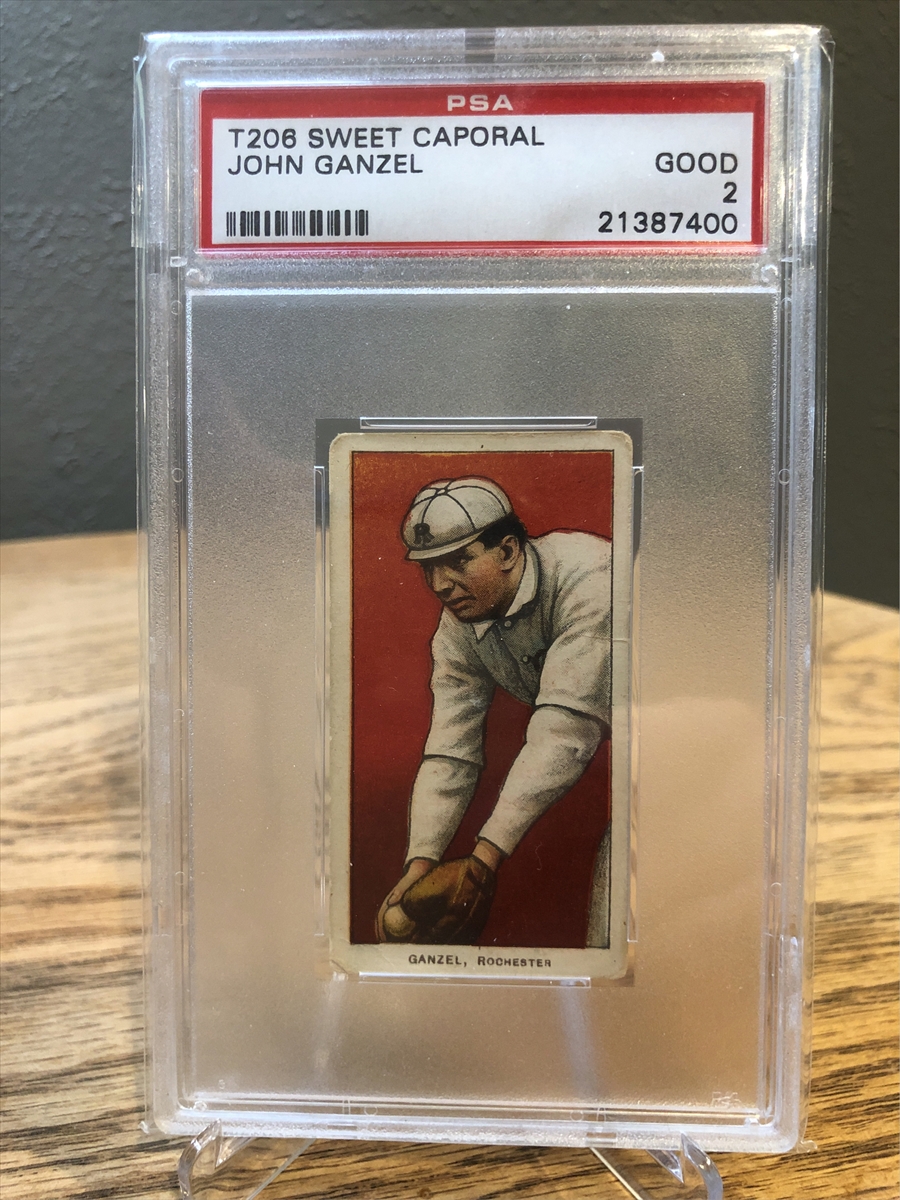 PSA
T206 SWEET CAPORAL
JOHN GANZEL
GOOD
2
21387400
R
GANZEL, ROCHESTER